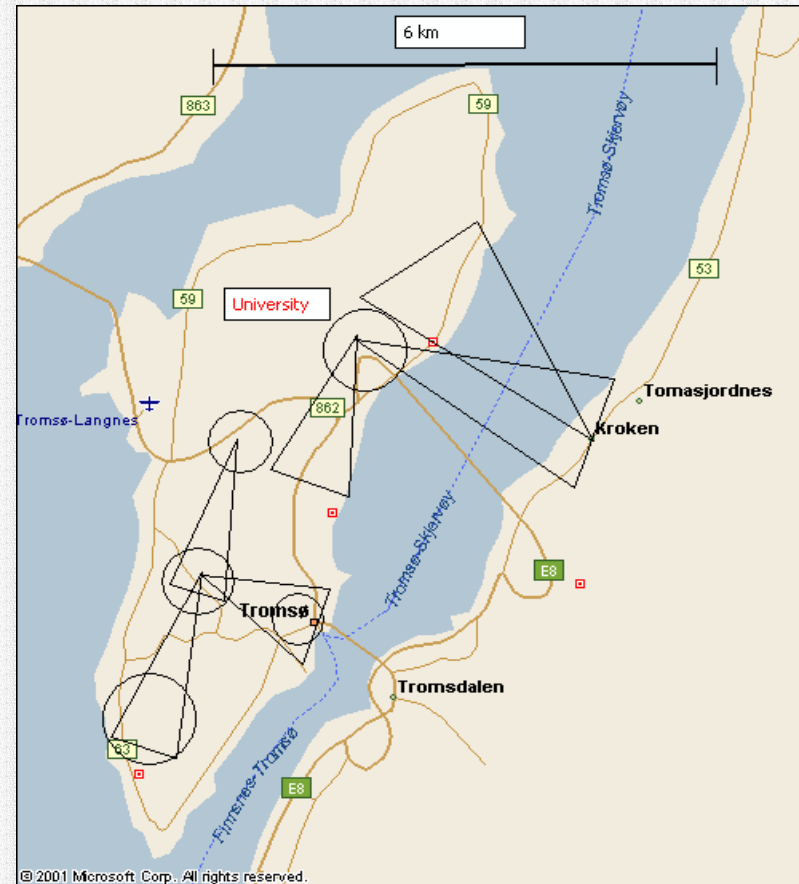 6 km
863
59
Tromsø-Skjervøy
53
59
University
Tomasjordnes
862
Tromsø-Langnes
Kroken
Tromsø-Skjervøy
E8
Tromsø
Tromsdalen
63
Finnsnes-Tromsø
E8
© 2001 Microsoft Corp. All rights reserved.